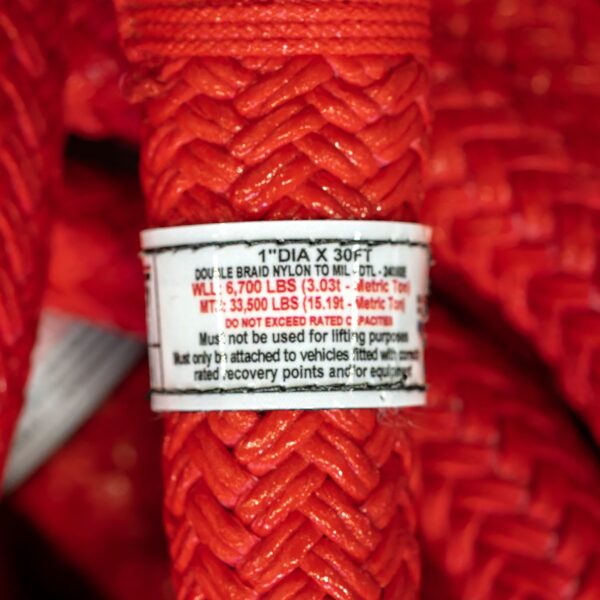 1"DIA X 30FT
DOUBLE BRAID NYLON TO MIL-DTL-
WLL: 6,700 LBS (3.03t - Metric Ton)
MTS: 33,500 LBS (15.19t - Metric Ton)
DO NOT EXCEED RATED CAPACITIES
Must not be used for lifting purposes
Must only be attached to vehicles fitted with correct
rated recovery points and/or equipment